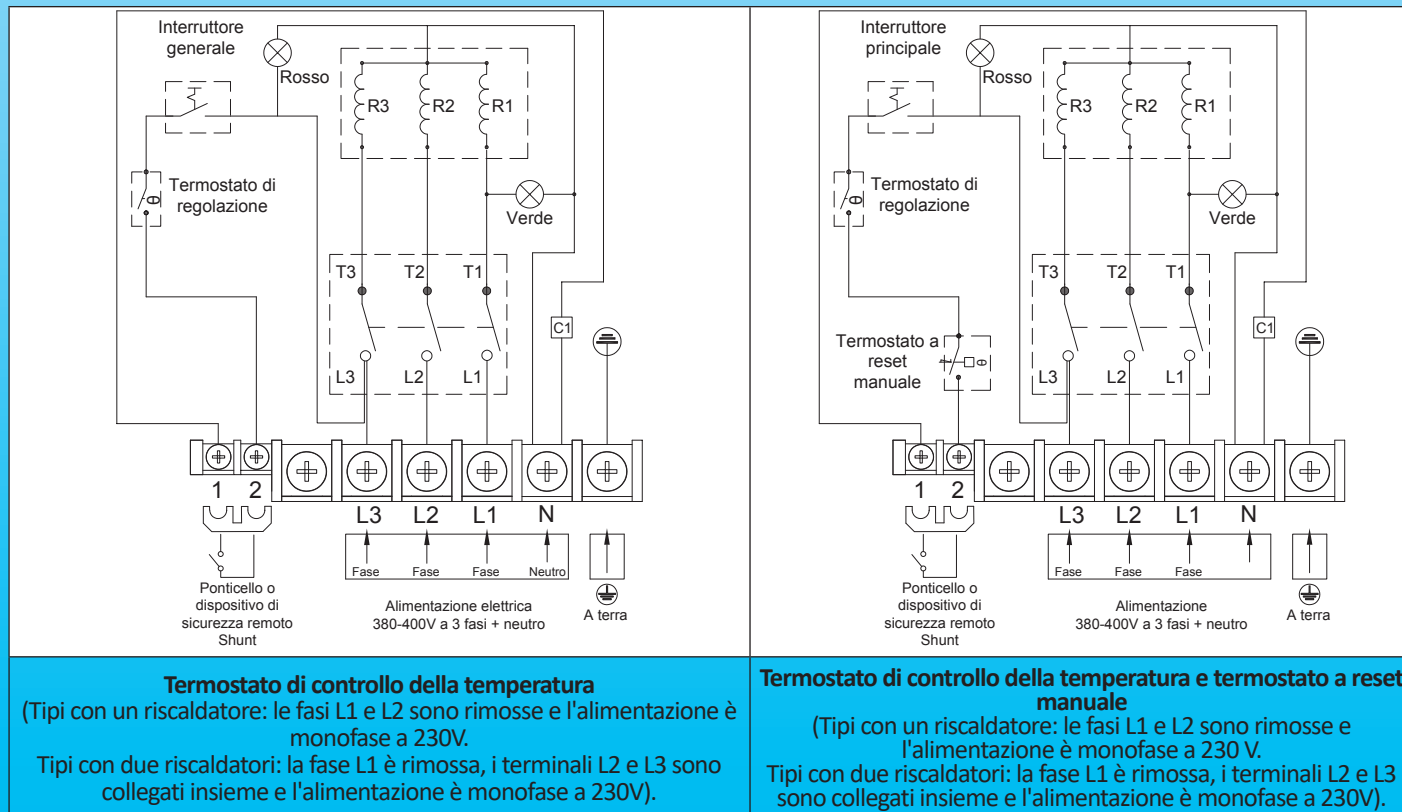 Interruttore
generale
Rosso
R3 R2 R1
Termostato di
regolazione
θ
Verde
T3 T2 T1
C1
L3 L2 L1
1 2
L3 L2 L1 N
Fase Fase Fase Neutro
Ponticello o
dispositivo di
sicurezza remoto
Shunt
Alimentazione elettrica
380-400V a 3 fasi + neutro
A terra
Termostato di controllo della temperatura
(Tipi con un riscaldatore: le fasi L1 e L2 sono rimosse e l'alimentazione è
monofase a 230V.
Tipi con due riscaldatori: la fase L1 è rimossa, i terminali L2 e L3 sono
collegati insieme e l'alimentazione è monofase a 230V).
Interruttore
principale
Rosso
R3 R2 R1
Termostato di
regolazione
θ
Verde
T3 T2 T1
C1
Termostato a
reset
manuale
θ
L3 L2 L1
1 2
L3 L2 L1 N
Fase Fase Fase
Ponticello o
dispositivo di
sicurezza remoto
Shunt
Alimentazione
380-400V a 3 fasi + neutro
A terra
Termostato di controllo della temperatura e termostato a reset
manuale
(Tipi con un riscaldatore: le fasi L1 e L2 sono rimosse e
l'alimentazione è monofase a 230 V.
Tipi con due riscaldatori: la fase L1 è rimossa, i terminali L2 e L3
sono collegati insieme e l'alimentazione è monofase a 230V).